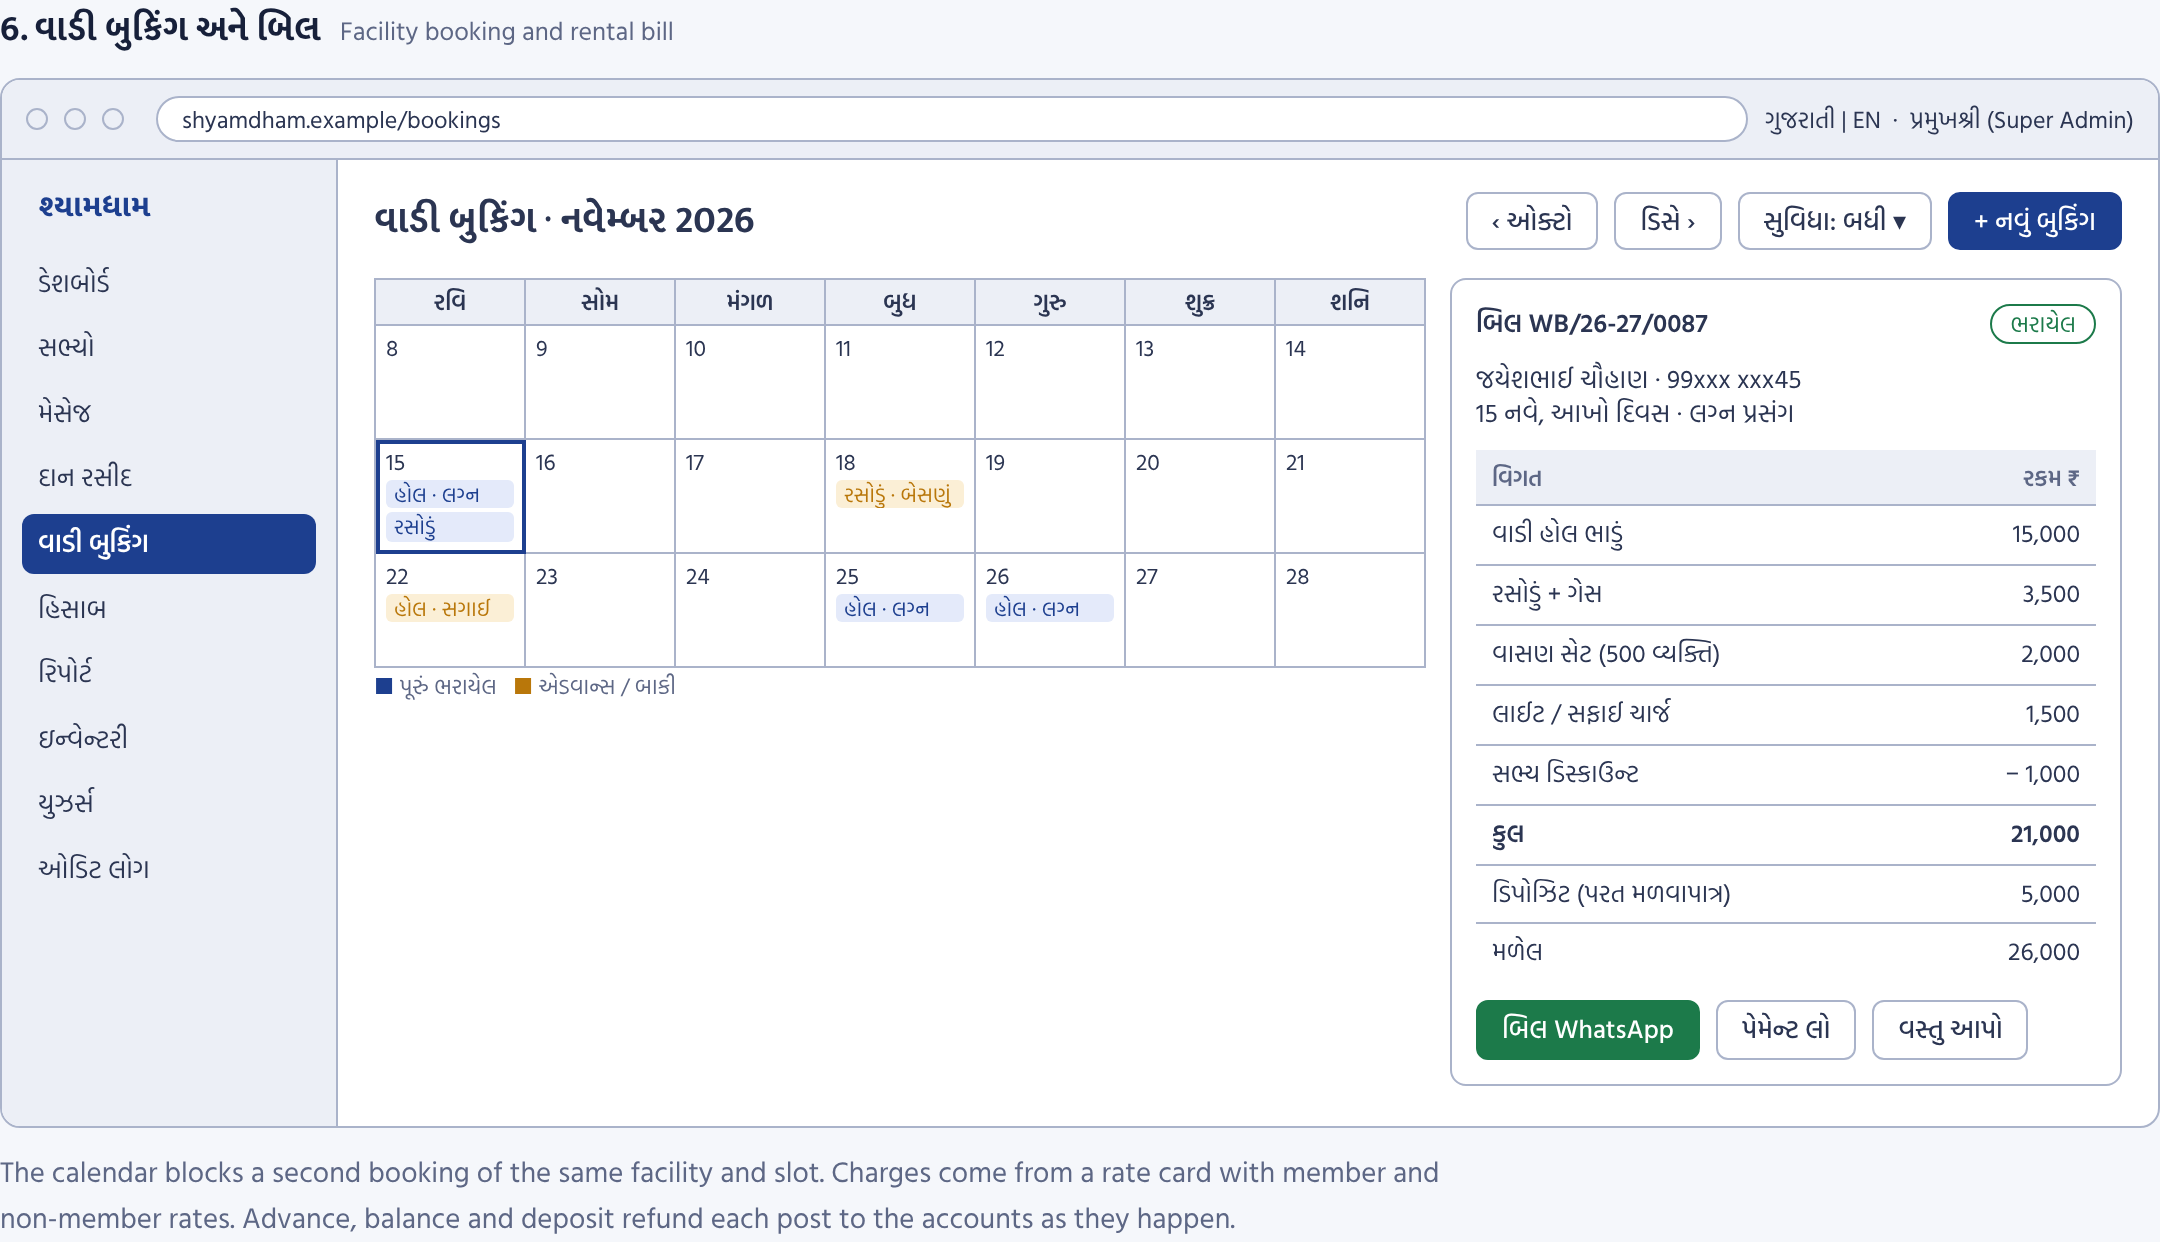 6. વાડી બુકિંગ અને બિલ Facility booking and rental bill
shyamdham.example/bookings
ગુજરાતી | EN · પ્રમુખશ્રી (Super Admin)
શ્યામધામ
ડેશબોર્ડ
સભ્યો
મેસેજ
દાન રસીદ
વાડી બુકિંગ
હિસાબ
રિપોર્ટ
ઇન્વેન્ટરી
યુઝર્સ
ઓડિટ લોગ
વાડી બુકિંગ · નવેમ્બર 2026
‹ ઓક્ટો
ડિસે ›
સુવિધા: બધી ▾
+ નવું બુકિંગ
રવિ સોમ મંગળ બુધ ગુરુ શુક્ર શનિ
8 9 10 11 12 13 14
15 16 17 18 19 20 21
હોલ · લગ્ન રસોડું · બેસણું
રસોડું
22 23 24 25 26 27 28
હોલ · સગાઈ હોલ · લગ્ન હોલ · લગ્ન
પૂરું ભરાયેલ એડવાન્સ / બાકી
બિલ WB/26-27/0087 ભરાયેલ
જયેશભાઈ ચૌહાણ · 99xxx xxx45
15 નવે, આખો દિવસ · લગ્ન પ્રસંગ
વિગત રકમ ₹
વાડી હોલ ભાડું 15,000
રસોડું + ગેસ 3,500
વાસણ સેટ (500 વ્યક્તિ) 2,000
લાઈટ / સફાઈ ચાર્જ 1,500
સભ્ય ડિસ્કાઉન્ટ − 1,000
કુલ 21,000
ડિપોઝિટ (પરત મળવાપાત્ર) 5,000
મળેલ 26,000
બિલ WhatsApp
પેમેન્ટ લો
વસ્તુ આપો
The calendar blocks a second booking of the same facility and slot. Charges come from a rate card with member and
non-member rates. Advance, balance and deposit refund each post to the accounts as they happen.